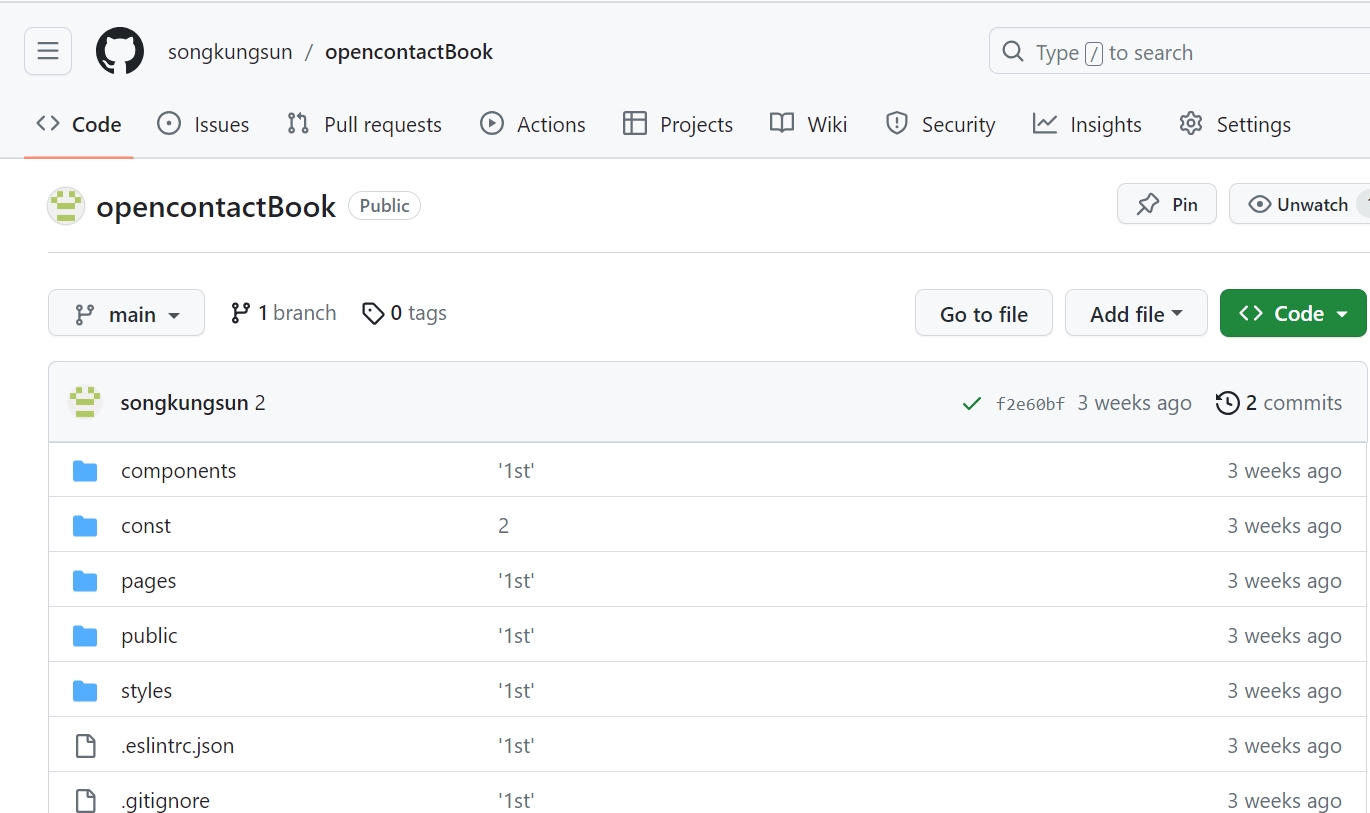 songkungsun / opencontactBook Type / to search
Code Issues Pull requests Actions Projects Wiki Security Insights Settings
opencontactBook Public Pin Unwatch
main 1 branch 0 tags Go to file Add file Code
songkungsun 2 f2e60bf 3 weeks ago 2 commits
components '1st' 3 weeks ago
const 2 3 weeks ago
pages '1st' 3 weeks ago
public '1st' 3 weeks ago
styles '1st' 3 weeks ago
.eslintrc.json '1st' 3 weeks ago
.gitignore '1st' 3 weeks ago